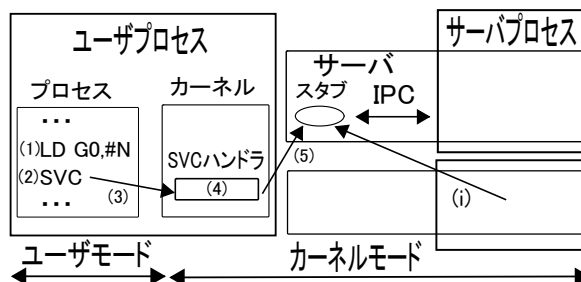 ユーザプロセス
サーバプロセス
サーバ
スタブ
IPC
プロセス
カーネル
・・・
(1)LD G0,#N
(2)SVC
(3)
・・・
SVCハンドラ
(4)
(5)
(i)
ユーザモード
カーネルモード